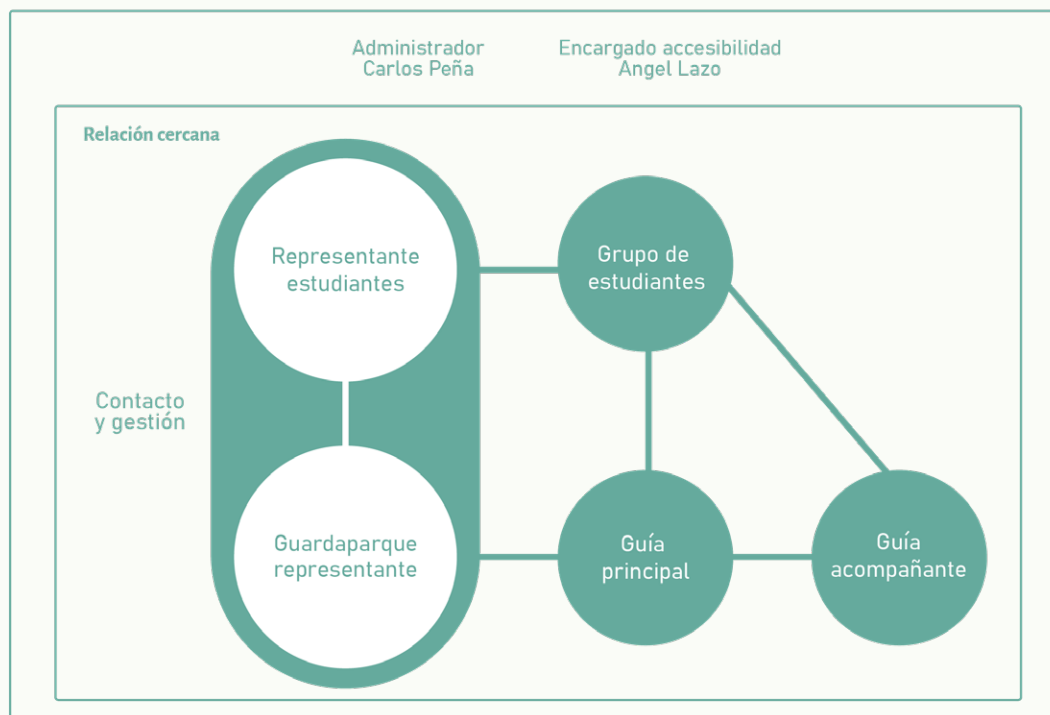 Administrador
Carlos Peña
Encargado accesibilidad
Angel Lazo
Relación cercana
Representante
estudiantes
Grupo de
estudiantes
Contacto
y gestión
Guardaparque
representante
Guía
principal
Guía
acompañante